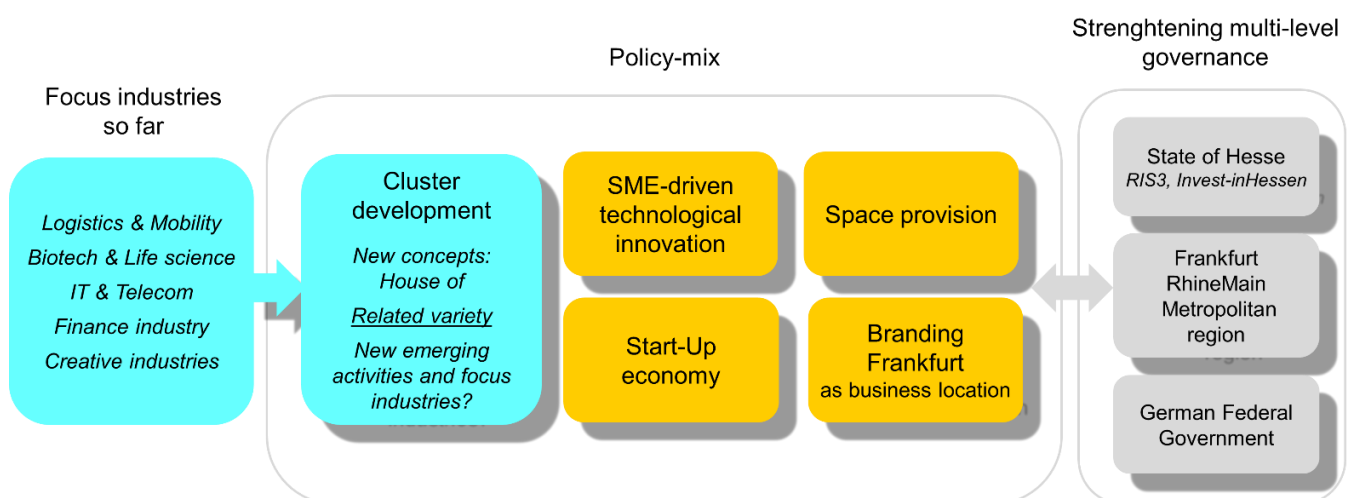 Focus industries
so far
Logistics & Mobility
Biotech & Life science
IT & Telecom
Finance industry
Creative industries
Policy-mix
Cluster
development
New concepts:
House of
Related variety
New emerging
activities and focus
industries?
SME-driven
technological
innovation
Space provision
Start-Up
economy
Branding
Frankfurt
as business location
Strenghtening multi-level
governance
State of Hesse
RIS3, Invest-inHessen
Frankfurt
RhineMain
Metropolitan
region
German Federal
Government